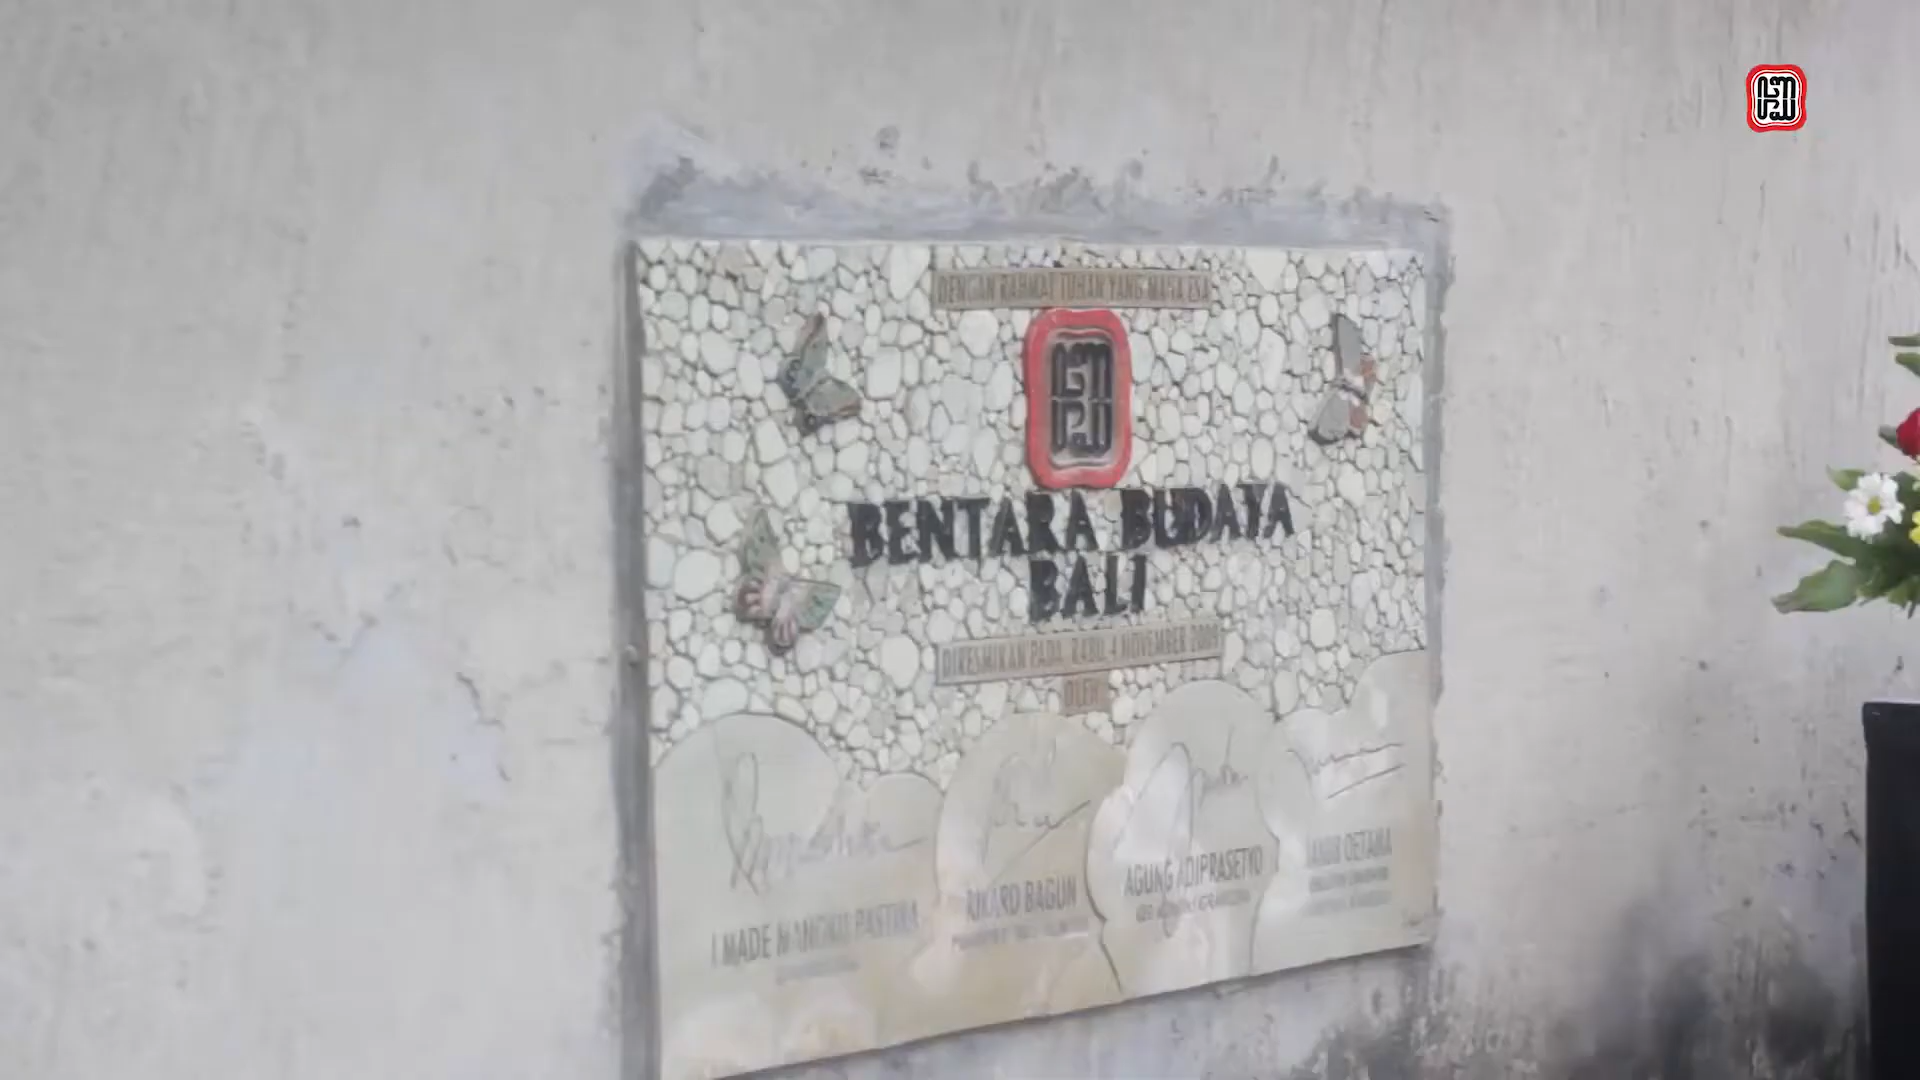 DENGAN RAHMAT TUHAN YANG MAHA ESA
BENTARA BUDAYA
BALI
DIRESMIKAN PADA: RABU, 4 NOVEMBER 2009
OLEH
I MADE MANGKU PASTIKA
RIKARD BAGUN
AGUNG ADIPRASETYO
JAKOB OETAMA